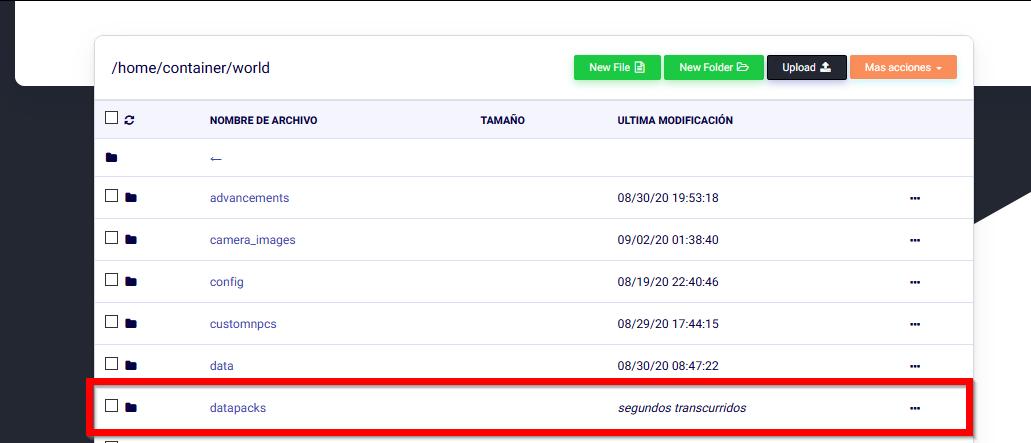 /home/container/world New File New Folder Upload Mas acciones
NOMBRE DE ARCHIVO TAMAÑO ULTIMA MODIFICACIÓN
←
advancements 08/30/20 19:53:18 ...
camera_images 09/02/20 01:38:40 ...
config 08/19/20 22:40:46 ...
customnpcs 08/29/20 17:44:15 ...
data 08/30/20 08:47:22 ...
datapacks segundos transcurridos ...